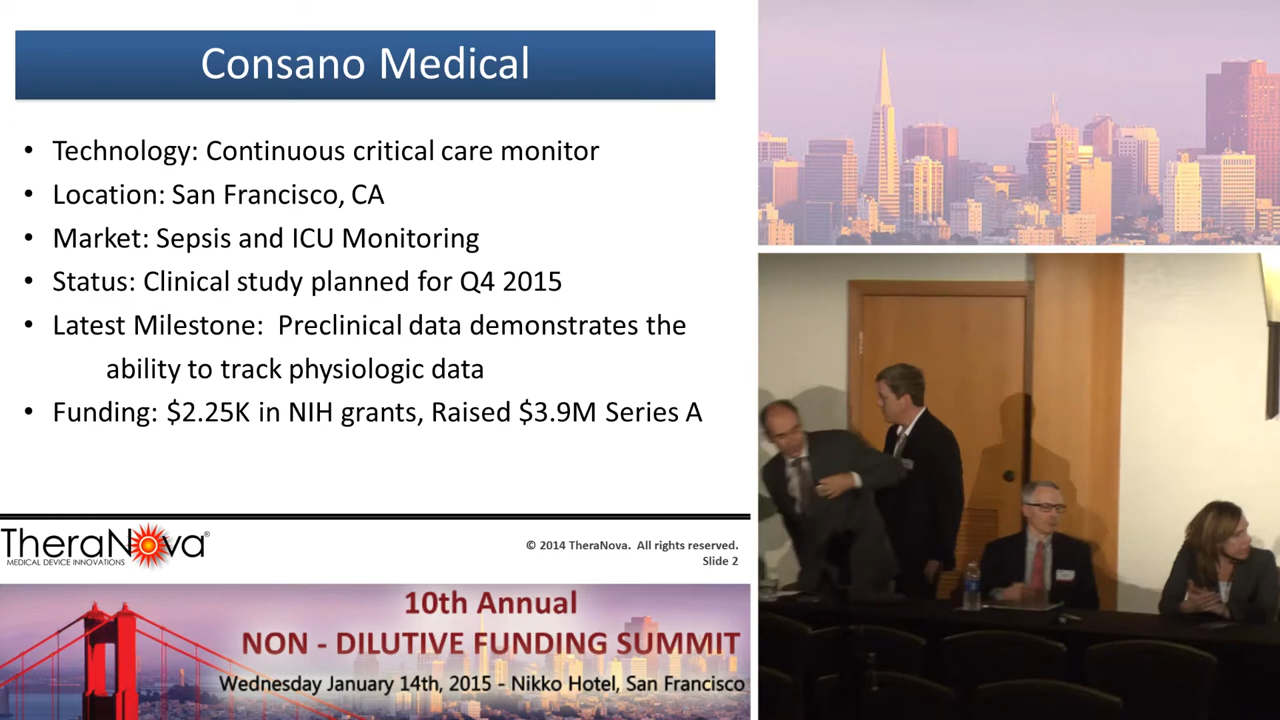 Consano Medical
• Technology: Continuous critical care monitor
• Location: San Francisco, CA
• Market: Sepsis and ICU Monitoring
• Status: Clinical study planned for Q4 2015
• Latest Milestone: Preclinical data demonstrates the
ability to track physiologic data
• Funding: $2.25K in NIH grants, Raised $3.9M Series A
TheraNova®
MEDICAL DEVICE INNOVATIONS
© 2014 TheraNova. All rights reserved.
Slide 2
10th Annual
NON - DILUTIVE FUNDING SUMMIT
Wednesday January 14th, 2015 - Nikko Hotel, San Francisco